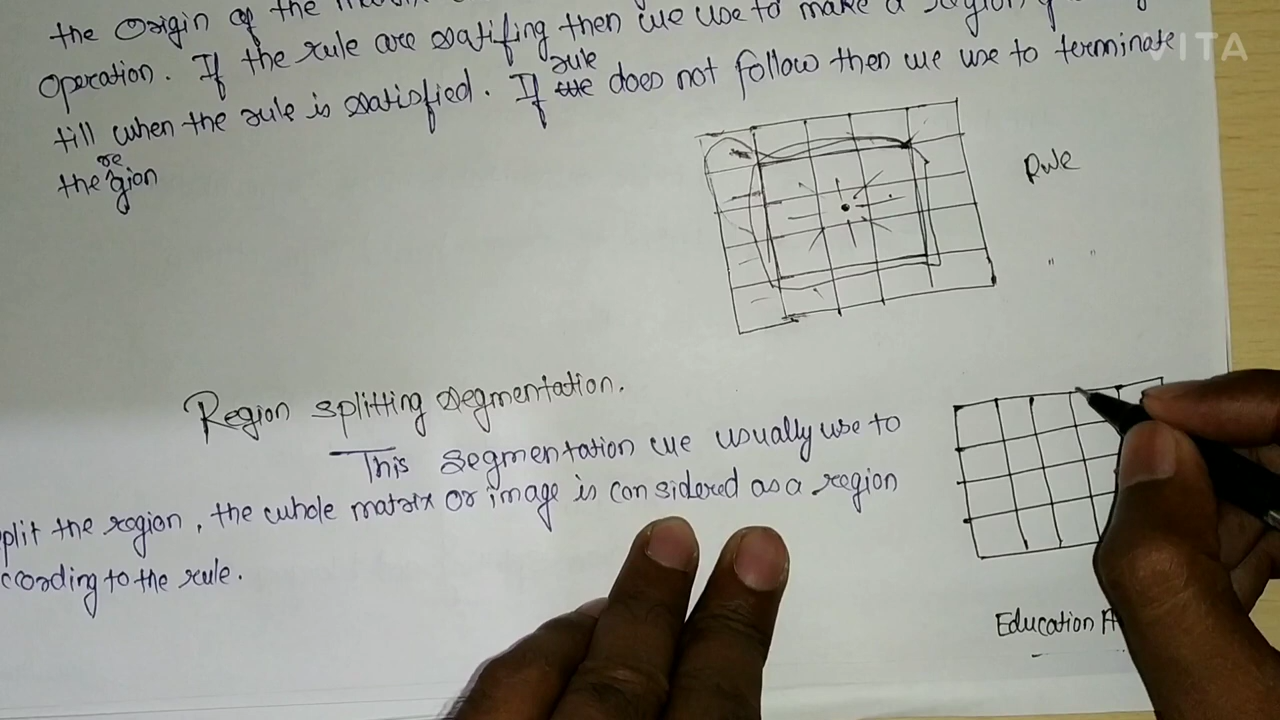 the Origin of the
operation. If the rule are satifing then we use to make a region
till when the rule is satisfied. If the rule does not follow then we use to terminate
the region
Rule
Region splitting segmentation.
This segmentation we usually use to
plit the region, the whole matrix or image is considered as a region
ccording to the rule.
Education
VITA